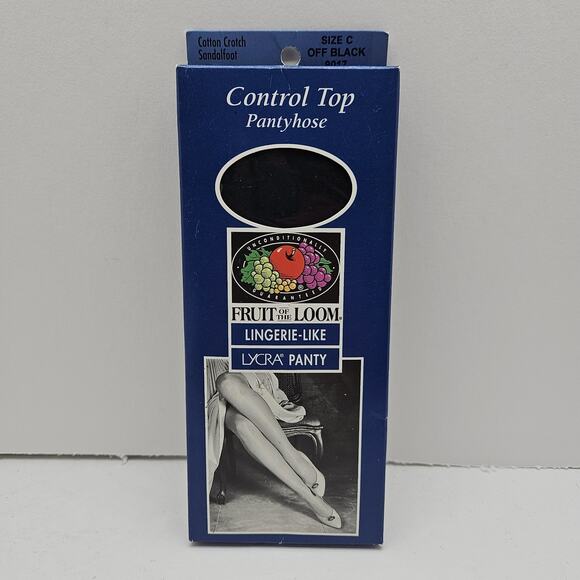 Cotton Crotch
Sandalfoot
SIZE C
OFF BLACK
9017
Control Top
Pantyhose
UNCONDITIONALLY
GUARANTEED
FRUIT OF THE LOOM®
LINGERIE-LIKE
LYCRA® PANTY